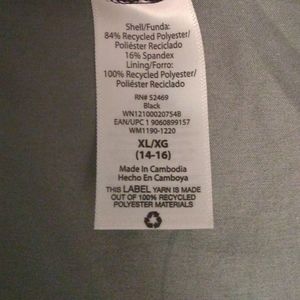 Shell/Funda:
84% Recycled Polyester/
Poliéster Reciclado
16% Spandex
Lining/Forro:
100% Recycled Polyester/
Poliéster Reciclado
RN# 52469
Black
WN121000207548
EAN/UPC 1 9060899157
WM1190-1220
XL/XG
(14-16)
Made in Cambodia
Hecho En Camboya
THIS LABEL YARN IS MADE
OUT OF 100% RECYCLED
POLYESTER MATERIALS